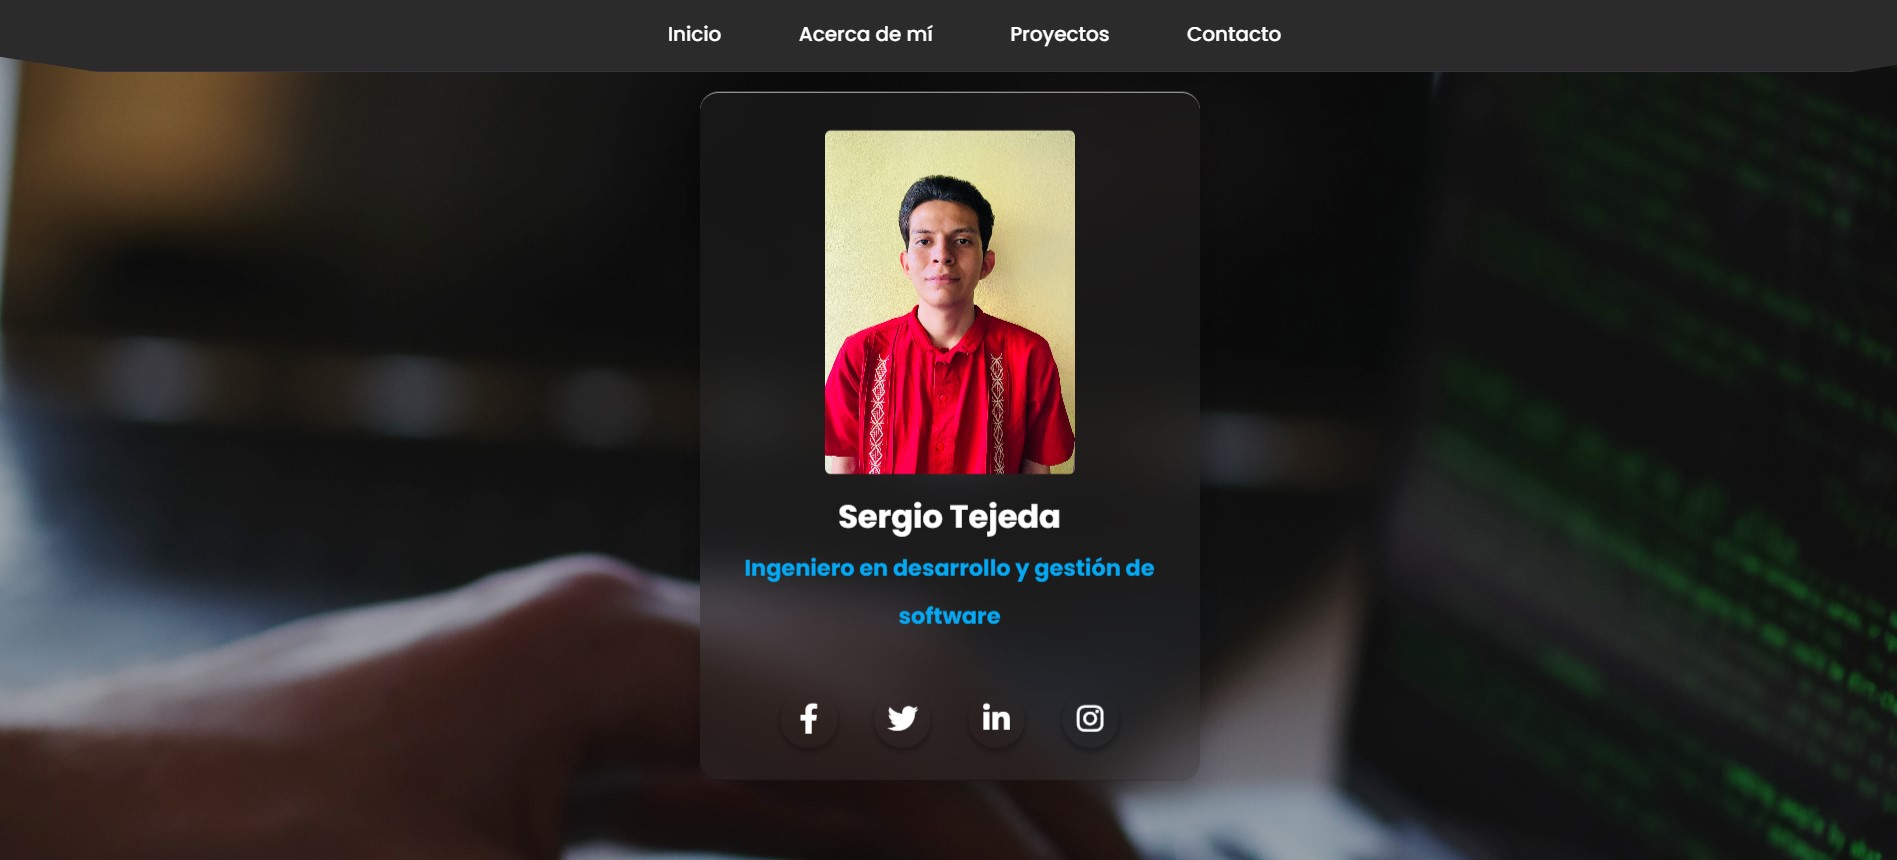 Inicio Acerca de mí Proyectos Contacto
Sergio Tejeda
Ingeniero en desarrollo y gestión de
software